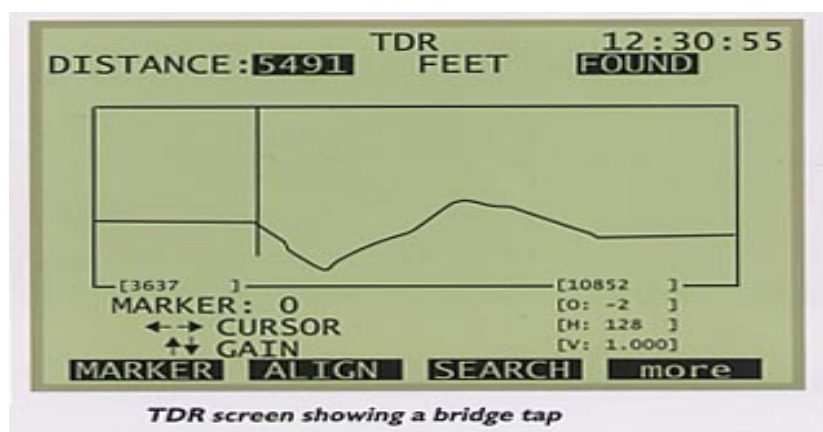 TDR 12:30:55
DISTANCE:5491 FEET FOUND
[3637 ] [10852 ]
MARKER: 0 [O: -2 ]
←→ CURSOR [H: 128 ]
↑↓ GAIN [V: 1.000]
MARKER ALIGN SEARCH more
TDR screen showing a bridge tap